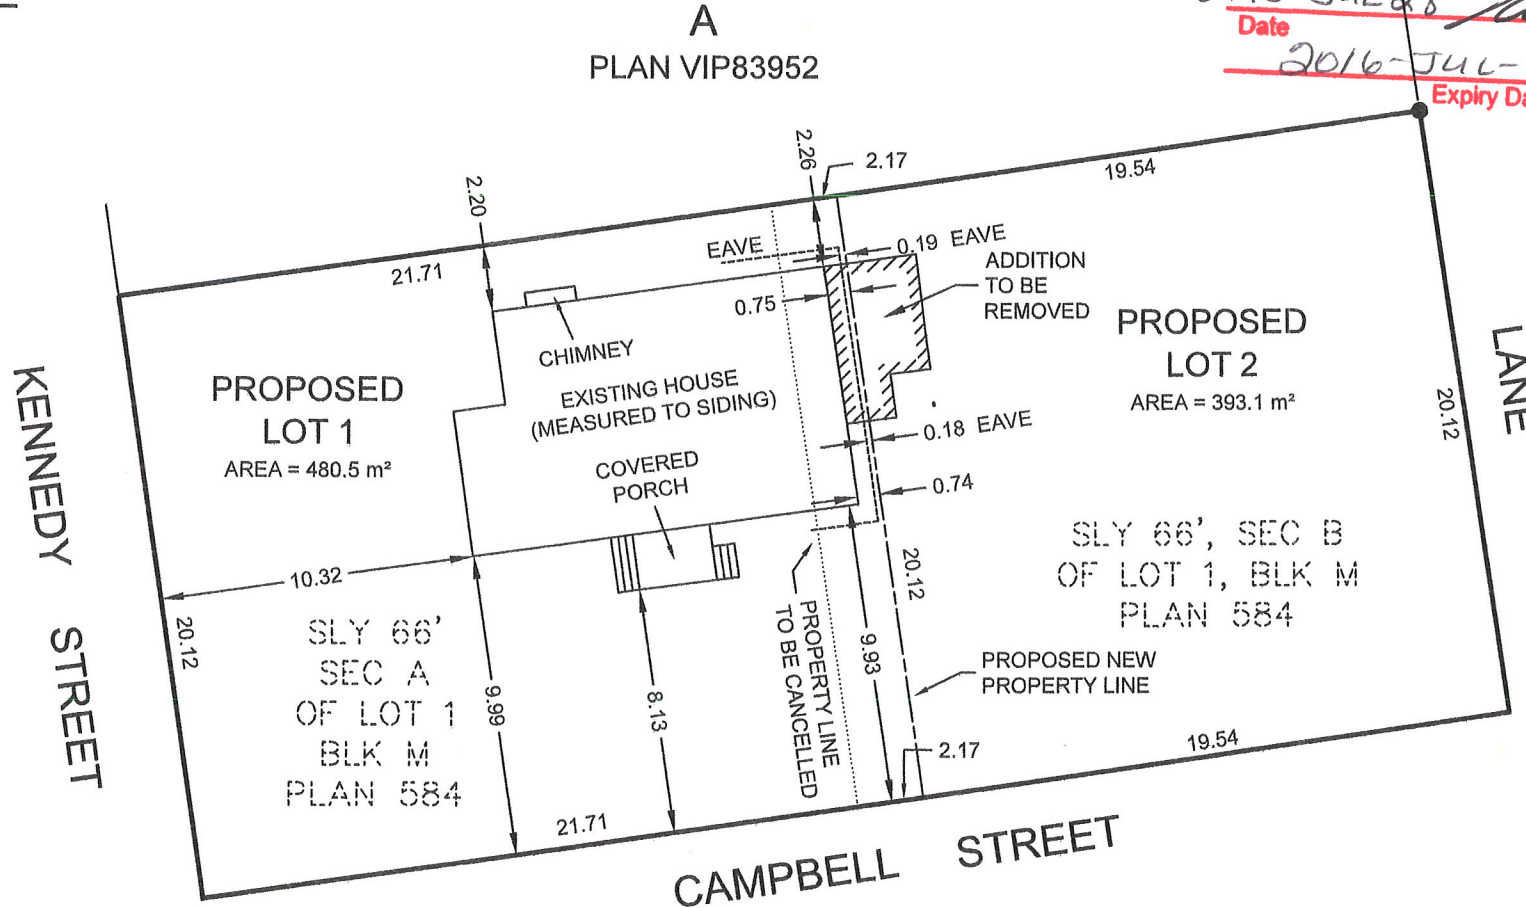 A
PLAN VIP83952
Date
2016-JUL-
Expiry Da
2.20
2.26
2.17
19.54
21.71
EAVE
0.19 EAVE
ADDITION
TO BE
REMOVED
0.75
CHIMNEY
EXISTING HOUSE
(MEASURED TO SIDING)
PROPOSED
LOT 1
AREA = 480.5 m²
PROPOSED
LOT 2
AREA = 393.1 m²
LANE
20.12
KENNEDY STREET
COVERED
PORCH
0.18 EAVE
0.74
10.32
20.12
20.12
SLY 66'
SEC A
OF LOT 1
BLK M
PLAN 584
SLY 66', SEC B
OF LOT 1, BLK M
PLAN 584
9.99
8.13
PROPERTY LINE
TO BE CANCELLED
9.93
PROPOSED NEW
PROPERTY LINE
2.17
19.54
21.71
CAMPBELL STREET